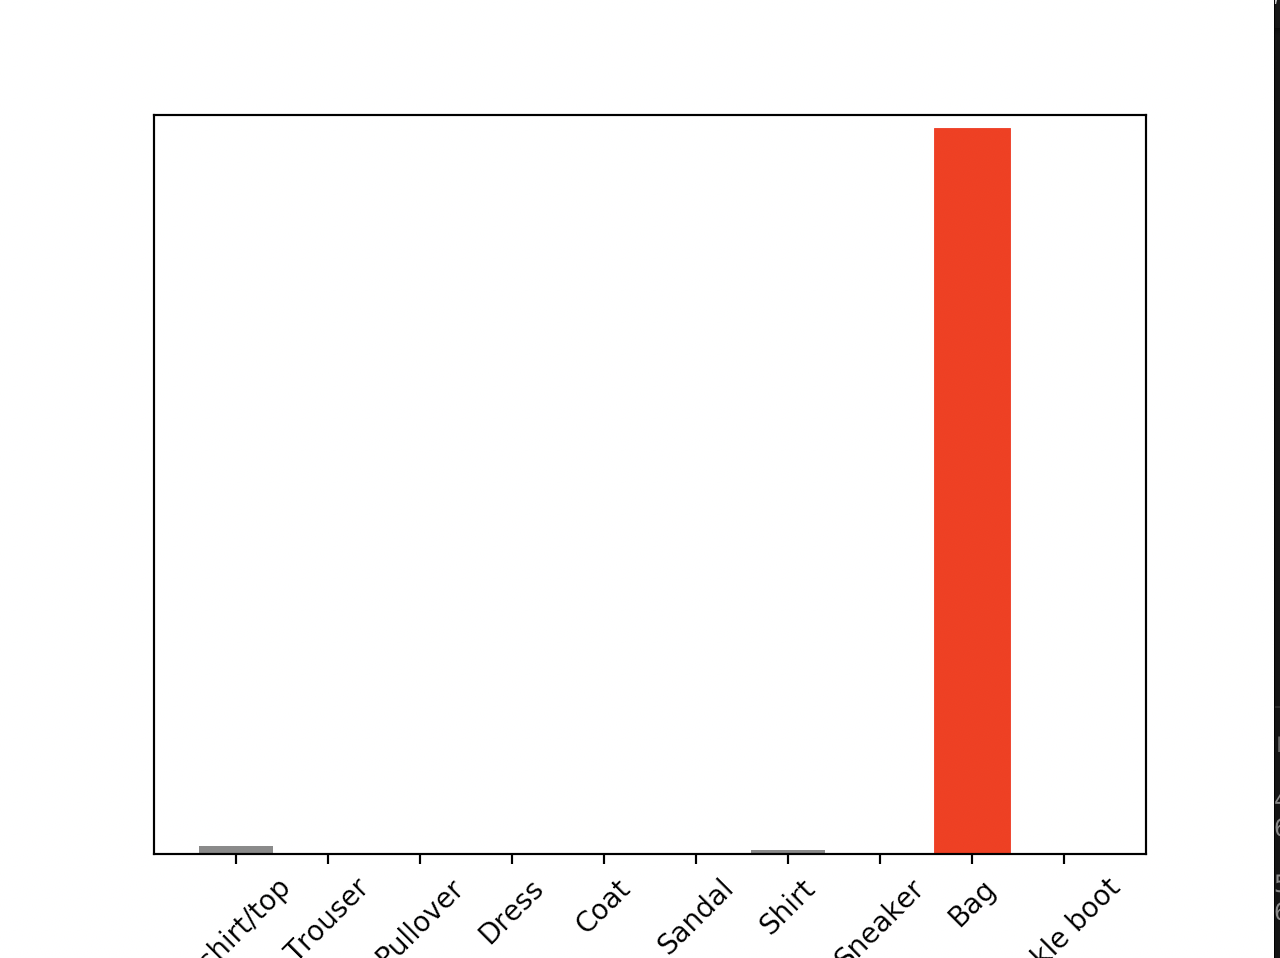 shirt/top
Trouser
Pullover
Dress
Coat
Sandal
Shirt
Sneaker
Bag
kle boot